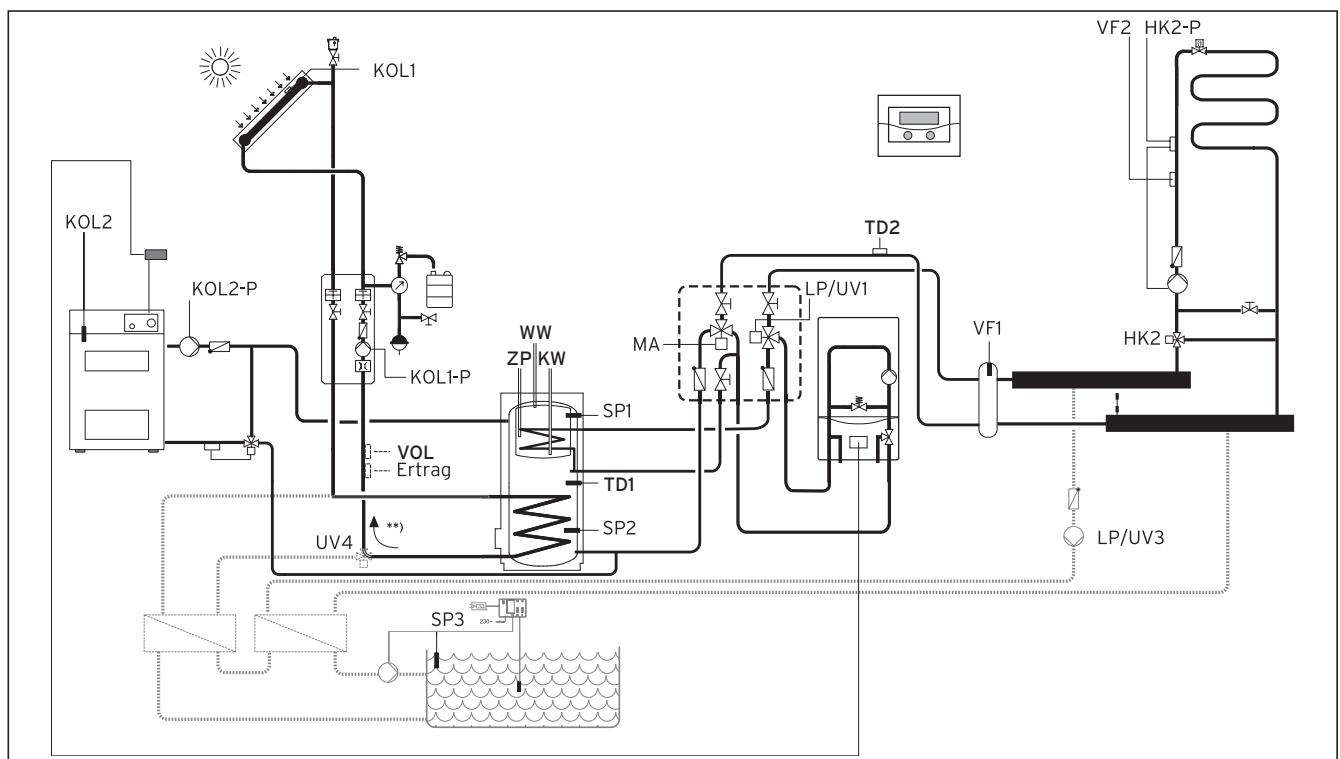 VF2 HK2-P
KOL1
KOL2
TD2
KOL2-P
LP/UV1
WW
MA
VF1
HK2
ZP KW
KOL1-P
SP1
VOL
Ertrag
TD1
**)
SP2
UV4
LP/UV3
SP3
230~